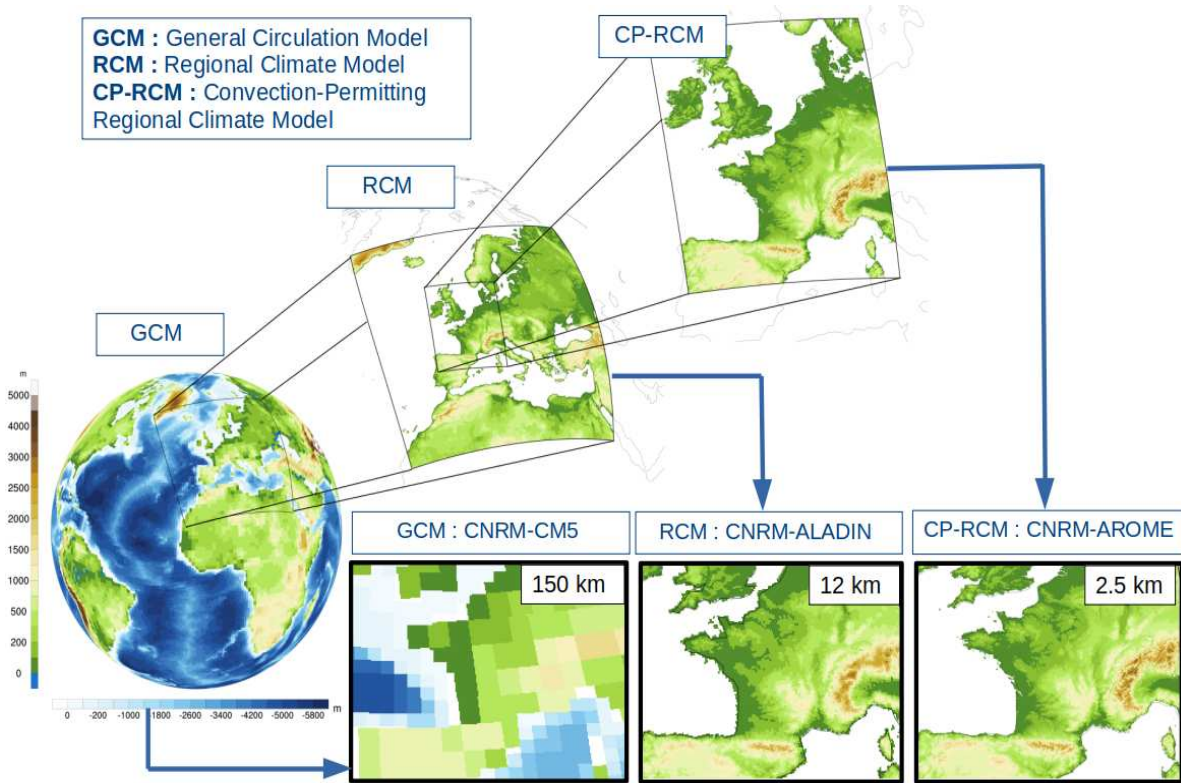 GCM : General Circulation Model
RCM : Regional Climate Model
CP-RCM : Convection-Permitting
Regional Climate Model
CP-RCM
RCM
GCM
m
5000
4000
3000
2500
2000
1500
1000
500
200
0
0 -200 -1000 -1800 -2600 -3400 -4200 -5000 -5800 m
GCM : CNRM-CM5
RCM : CNRM-ALADIN
CP-RCM : CNRM-AROME
150 km
12 km
2.5 km